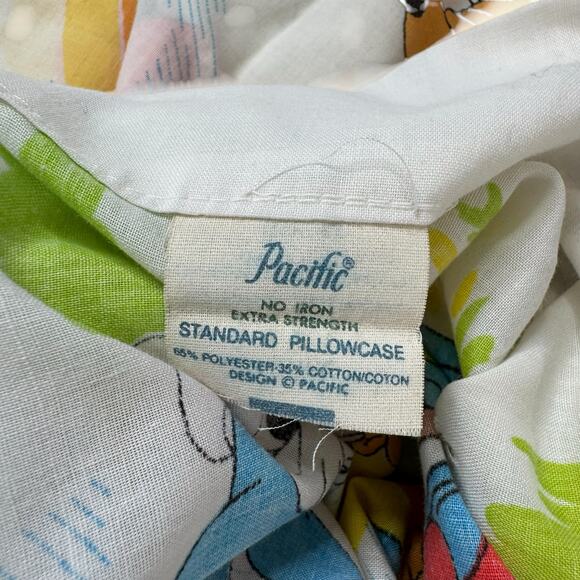 Pacific®
NO IRON
EXTRA STRENGTH
STANDARD PILLOWCASE
65% POLYESTER-35% COTTON/COTON
DESIGN © PACIFIC